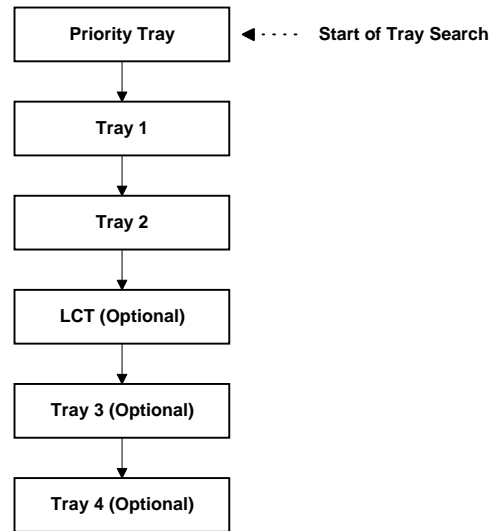 Priority Tray
Start of Tray Search
Tray 1
Tray 2
LCT (Optional)
Tray 3 (Optional)
Tray 4 (Optional)